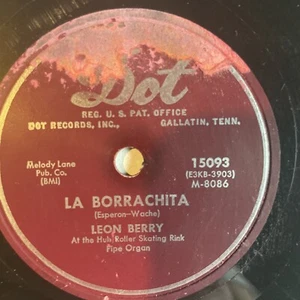 Dot
REG. U. S. PAT. OFFICE
DOT RECORDS, INC., GALLATIN, TENN.
Melody Lane
Pub. Co.
(BMI)
15093
(E3KB-3903)
M-8086
LA BORRACHITA
(Esperon-Wache)
LEON BERRY
At the Hub Roller Skating Rink
Pipe Organ